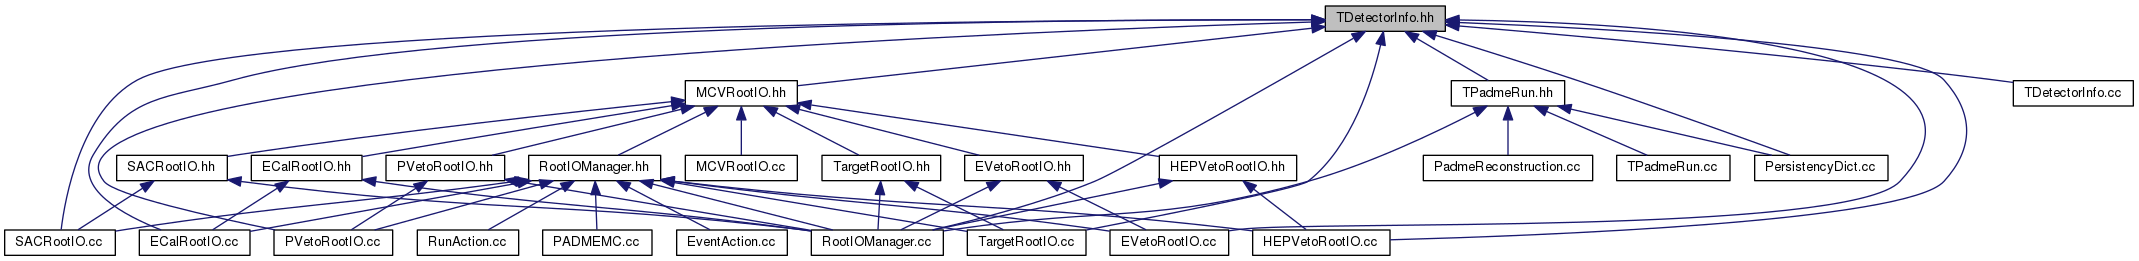 TDetectorInfo.hh
MCVRootIO.hh
TPadmeRun.hh
TDetectorInfo.cc
SACRootIO.hh
ECalRootIO.hh
PVetoRootIO.hh
RootIOManager.hh
MCVRootIO.cc
TargetRootIO.hh
EVetoRootIO.hh
HEPVetoRootIO.hh
PadmeReconstruction.cc
TPadmeRun.cc
PersistencyDict.cc
SACRootIO.cc
ECalRootIO.cc
PVetoRootIO.cc
RunAction.cc
PADMEMC.cc
EventAction.cc
RootIOManager.cc
TargetRootIO.cc
EVetoRootIO.cc
HEPVetoRootIO.cc